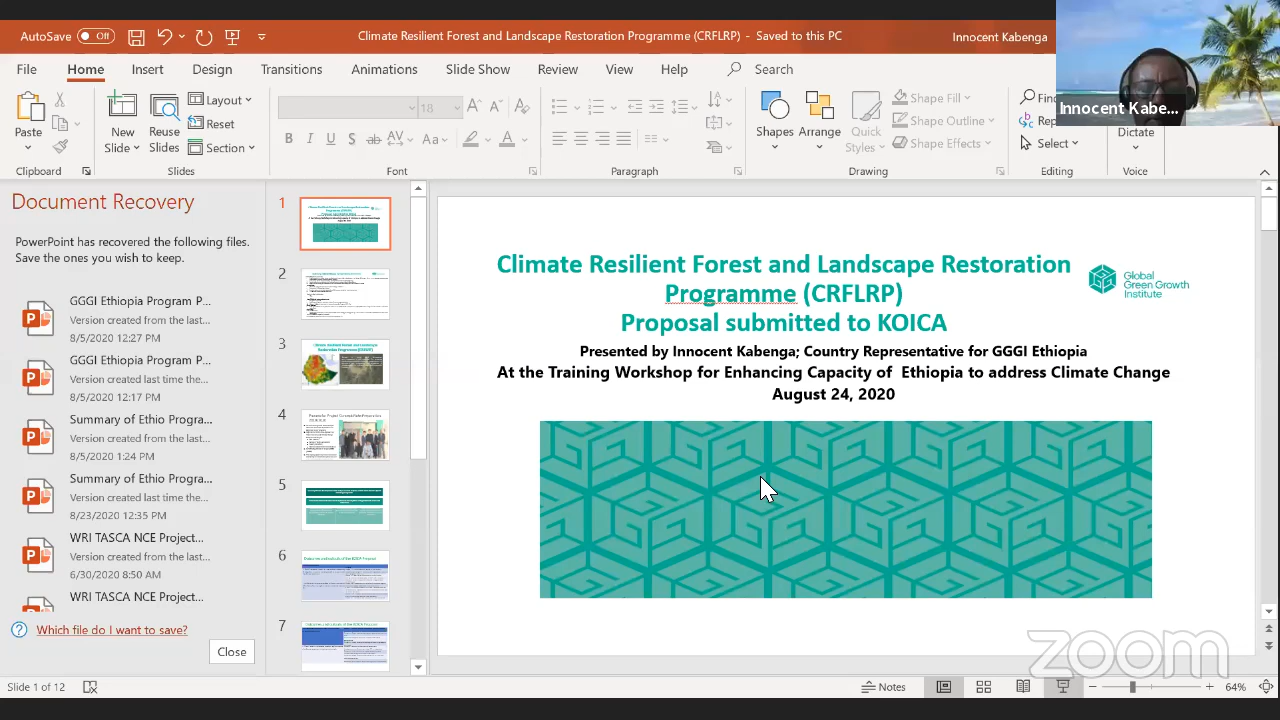 AutoSave Off
Climate Resilient Forest and Landscape Restoration Programme (CRFLRP) - Saved to this PC
Innocent Kabenga
File Home Insert Design Transitions Animations Slide Show Review View Help Search
Innocent Kabe...
Paste
Clipboard
New Slide
Reuse Slides
Layout
Reset
Section
Slides
18
B I U S ab AV Aa A
Font
Paragraph
Shapes
Arrange
Quick Styles
Shape Fill
Shape Outline
Shape Effects
Drawing
Select
Editing
Dictate
Voice
Document Recovery
PowerPoint has recovered the following files.
Save the ones you wish to keep.
GGGI Ethiopia Program P...
Version created from the last...
8/5/2020 12:27 PM
Ethiopia Program P...
Version created last time the...
8/5/2020 12:17 PM
Summary of Ethio Progra...
Version created from the last...
8/5/2020 1:24 PM
Summary of Ethio Progra...
Version created last time the...
8/23/2020 12:35 PM
WRI TASCA NCE Project...
Version created from the last...
6/30/2020 8:50 AM
WRI TASCA NCE Project...
Which file do I want to save?
Close
1
2
3
4
5
6
7
Climate Resilient Forest and Landscape Restoration
Programme (CRFLRP)
Proposal submitted to KOICA
Global
Green Growth
Institute
Presented by Innocent Kabenga; Country Representative for GGGI Ethiopia
At the Training Workshop for Enhancing Capacity of Ethiopia to address Climate Change
August 24, 2020
zoom
Slide 1 of 12
Notes
64%